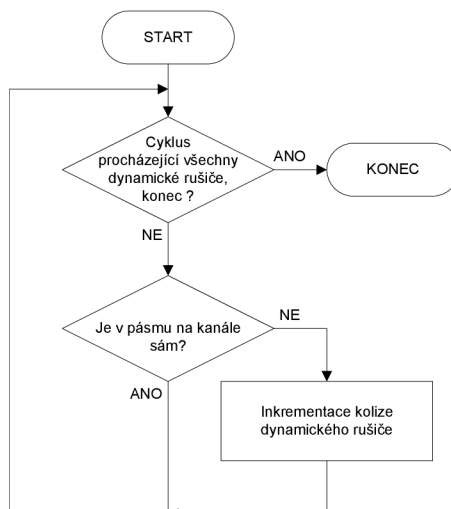 START
Cyklus
procházející všechny
dynamické rušiče,
konec ?
ANO
KONEC
NE
Je v pásmu na kanále
sám?
NE
ANO
Inkrementace kolize
dynamického rušiče